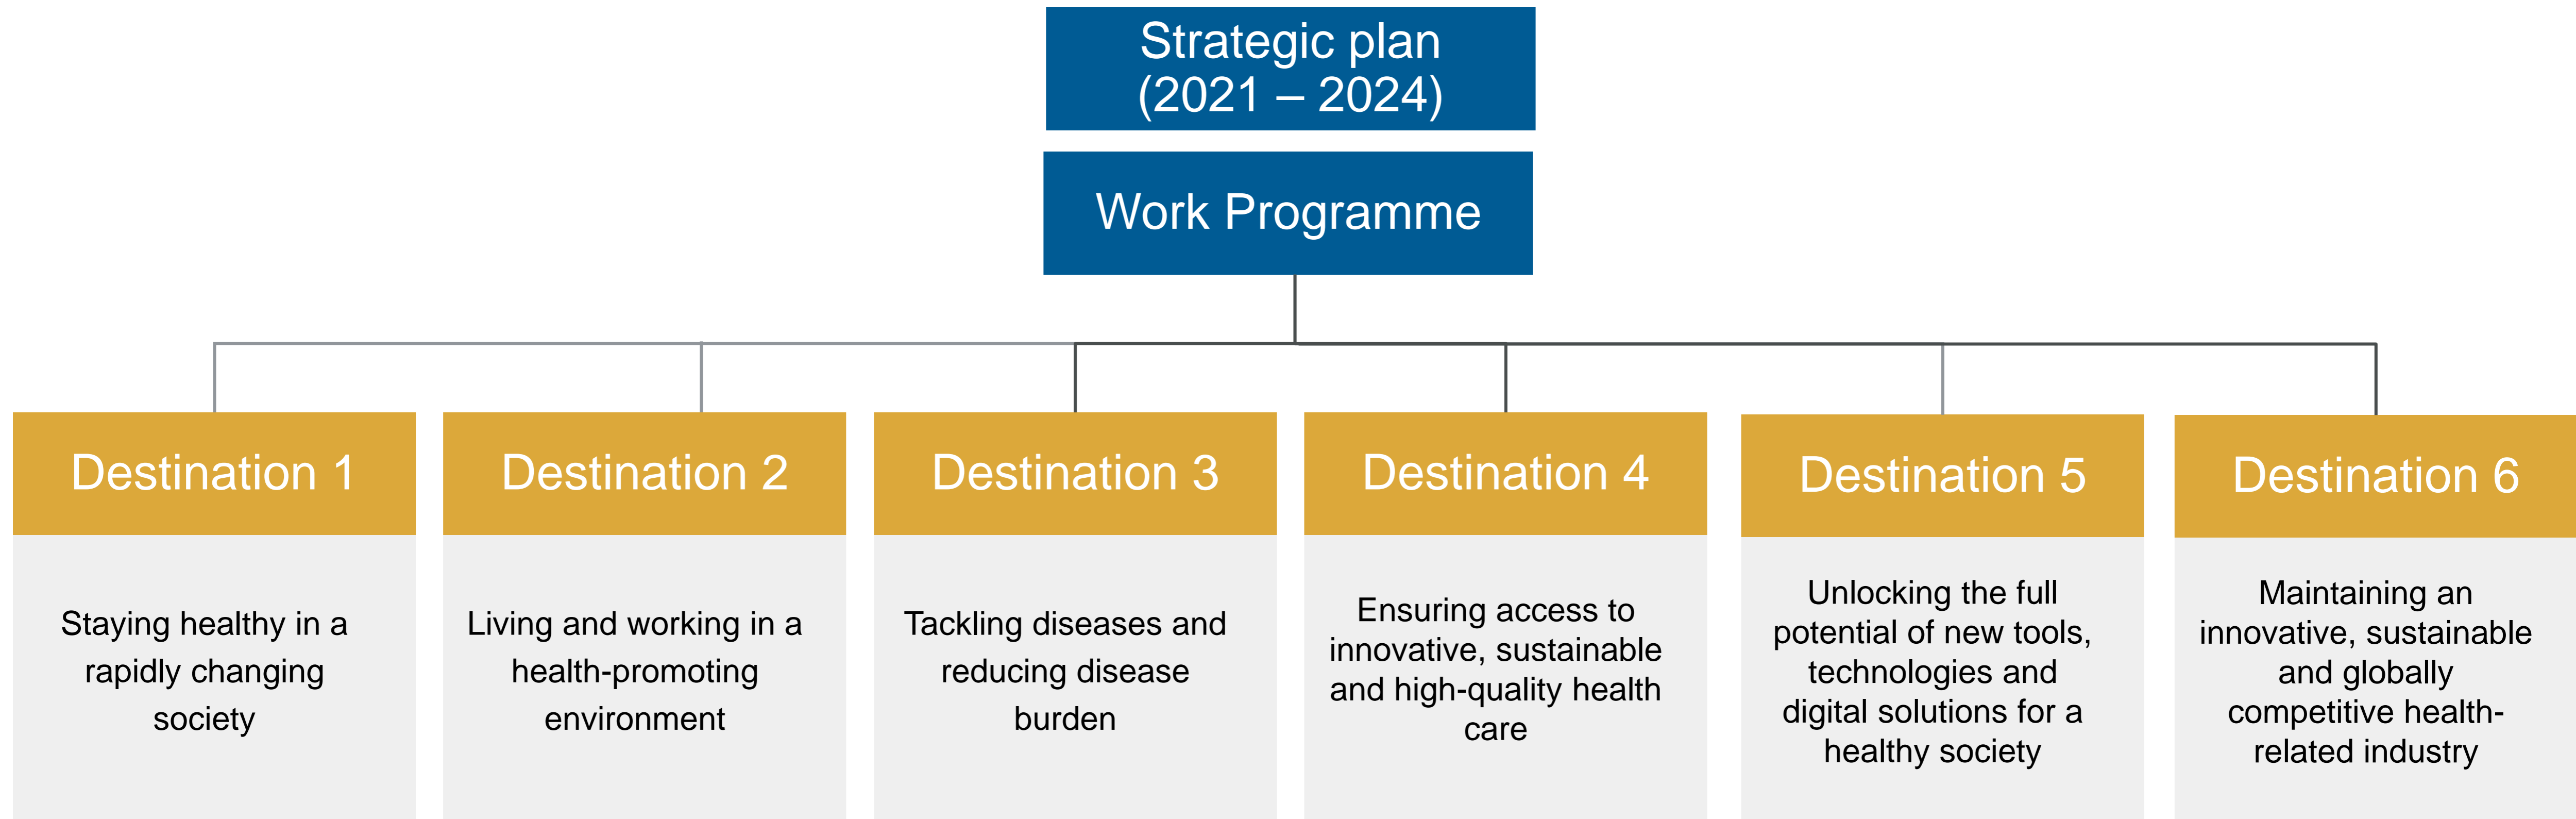 Strategic plan
(2021 – 2024)
Work Programme
Destination 1
Staying healthy in a
rapidly changing
society
Destination 2
Living and working in a
health-promoting
environment
Destination 3
Tackling diseases and
reducing disease
burden
Destination 4
Ensuring access to
innovative, sustainable
and high-quality health
care
Destination 5
Unlocking the full
potential of new tools,
technologies and
digital solutions for a
healthy society
Destination 6
Maintaining an
innovative, sustainable
and globally
competitive health-
related industry